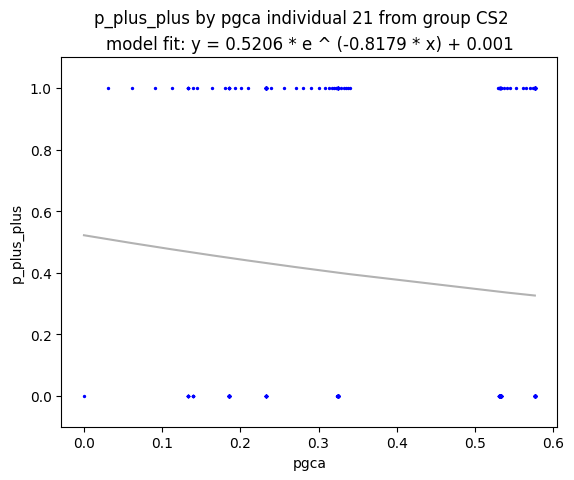 p_plus_plus by pgca individual 21 from group CS2
model fit: y = 0.5206 * e ^ (-0.8179 * x) + 0.001
1.0
0.8
0.6
0.4
0.2
0.0
p_plus_plus
0.0 0.1 0.2 0.3 0.4 0.5 0.6
pgca